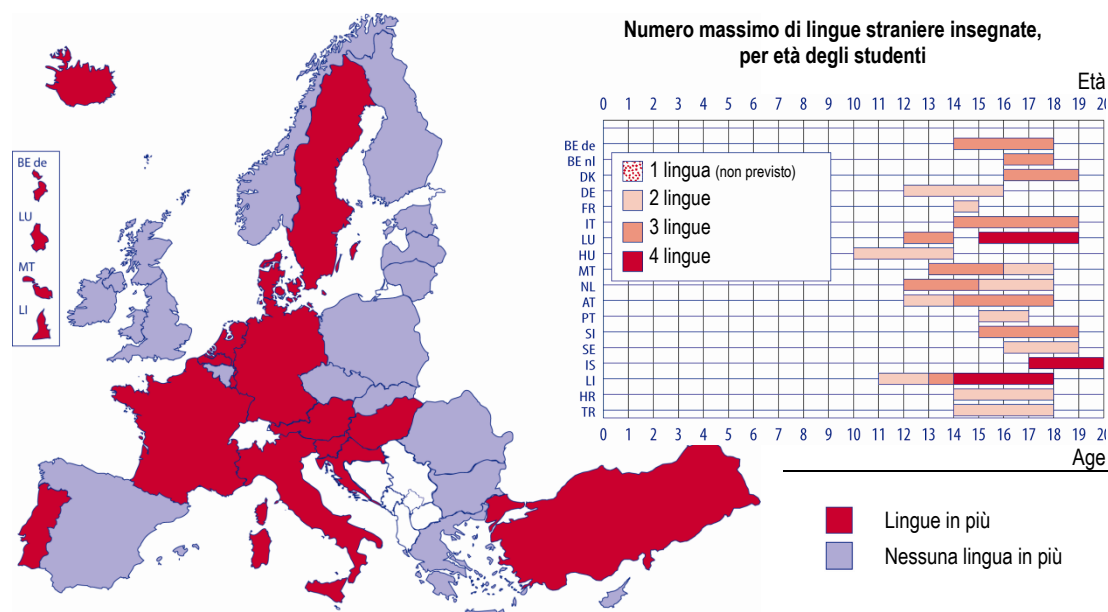 Numero massimo di lingue straniere insegnate,
per età degli studenti
Età
0 1 2 3 4 5 6 7 8 9 10 11 12 13 14 15 16 17 18 19 20
BE de
BE nl
DK
DE
FR
IT
LU
HU
MT
NL
AT
PT
SI
SE
IS
LI
HR
TR
1 lingua (non previsto)
2 lingue
3 lingue
4 lingue
0 1 2 3 4 5 6 7 8 9 10 11 12 13 14 15 16 17 18 19 20
Age
BE de
LU
MT
LI
Lingue in più
Nessuna lingua in più